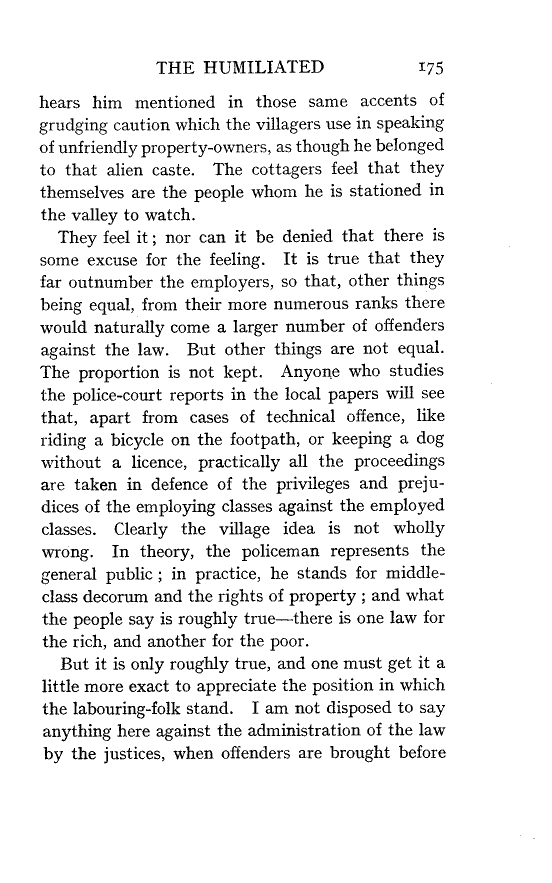 THE HUMILIATED 175
hears him mentioned in those same accents of
grudging caution which the villagers use in speaking
of unfriendly property-owners, as though he belonged
to that alien caste. The cottagers feel that they
themselves are the people whom he is stationed in
the valley to watch.
They feel it ; nor can it be denied that there is
some excuse for the feeling. It is true that they
far outnumber the employers, so that, other things
being equal, from their more numerous ranks there
would naturally come a larger number of offenders
against the law. But other things are not equal.
The proportion is not kept. Anyone who studies
the police-court reports in the local papers will see
that, apart from cases of technical offence, like
riding a bicycle on the footpath, or keeping a dog
without a licence, practically all the proceedings
are taken in defence of the privileges and preju-
dices of the employing classes against the employed
classes. Clearly the village idea is not wholly
wrong. In theory, the policeman represents the
general public ; in practice, he stands for middle-
class decorum and the rights of property ; and what
the people say is roughly true—there is one law for
the rich, and another for the poor.
But it is only roughly true, and one must get it a
little more exact to appreciate the position in which
the labouring-folk stand. I am not disposed to say
anything here against the administration of the law
by the justices, when offenders are brought before